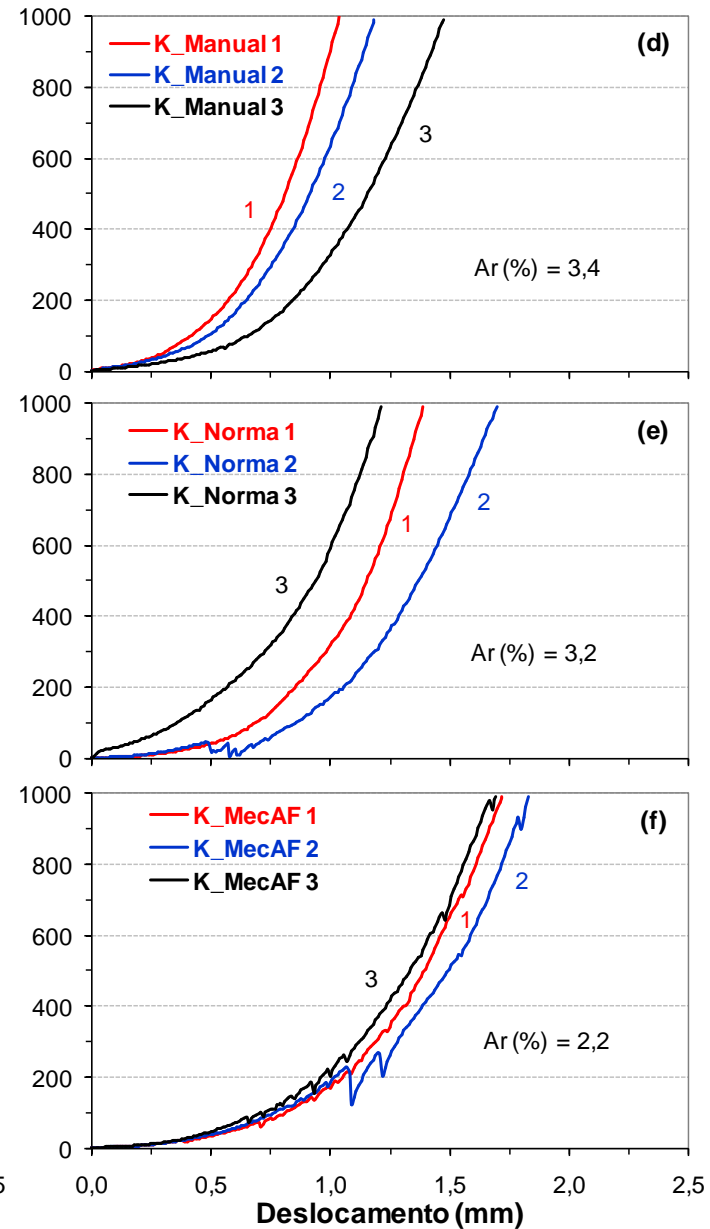 1000
K_Manual 1
(d)
K_Manual 2
800
K_Manual 3
3
600
1
2
400
Ar (%) = 3,4
200
0
1000
(e)
K_Norma 1
K_Norma 2
800
K_Norma 3
2
1
600
3
400
Ar (%) = 3,2
200
0
1000
K_MecAF 1
(f)
K_MecAF 2
800
K_MecAF 3
2
1
600
3
400
Ar (%) = 2,2
200
0
5 0,0 0,5 1,0 1,5 2,0 2,5
Deslocamento (mm)